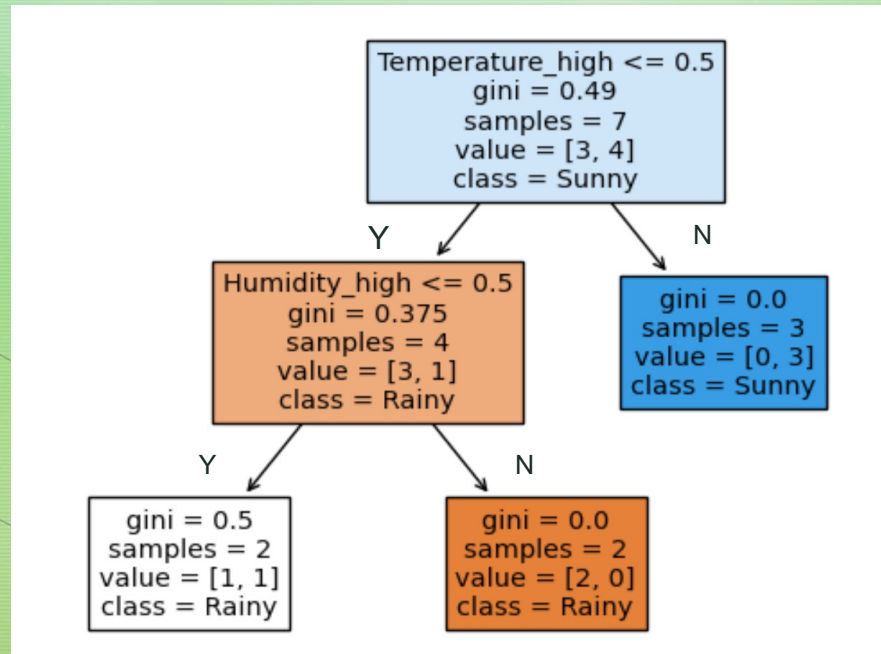 Temperature_high <= 0.5
gini = 0.49
samples = 7
value = [3, 4]
class = Sunny
Y
N
Humidity_high <= 0.5
gini = 0.375
samples = 4
value = [3, 1]
class = Rainy
gini = 0.0
samples = 3
value = [0, 3]
class = Sunny
Y
N
gini = 0.5
samples = 2
value = [1, 1]
class = Rainy
gini = 0.0
samples = 2
value = [2, 0]
class = Rainy